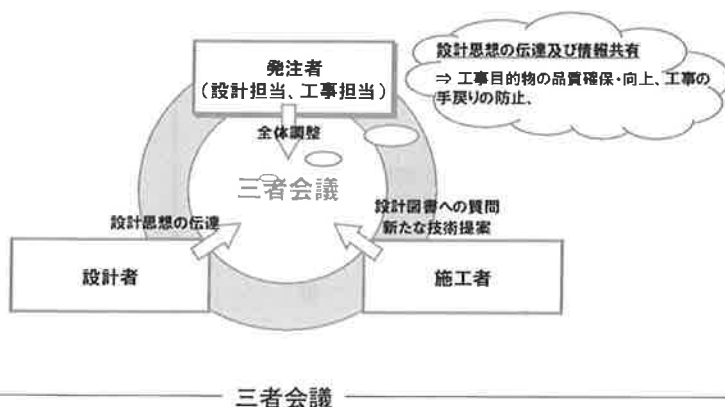 発注者
（設計担当、工事担当）
設計思想の伝達及び情報共有
⇒ 工事目的物の品質確保・向上、工事の
手戻りの防止、
全体調整
三者会議
設計思想の伝達
設計図書への質問
新たな技術提案
設計者
施工者
三者会議